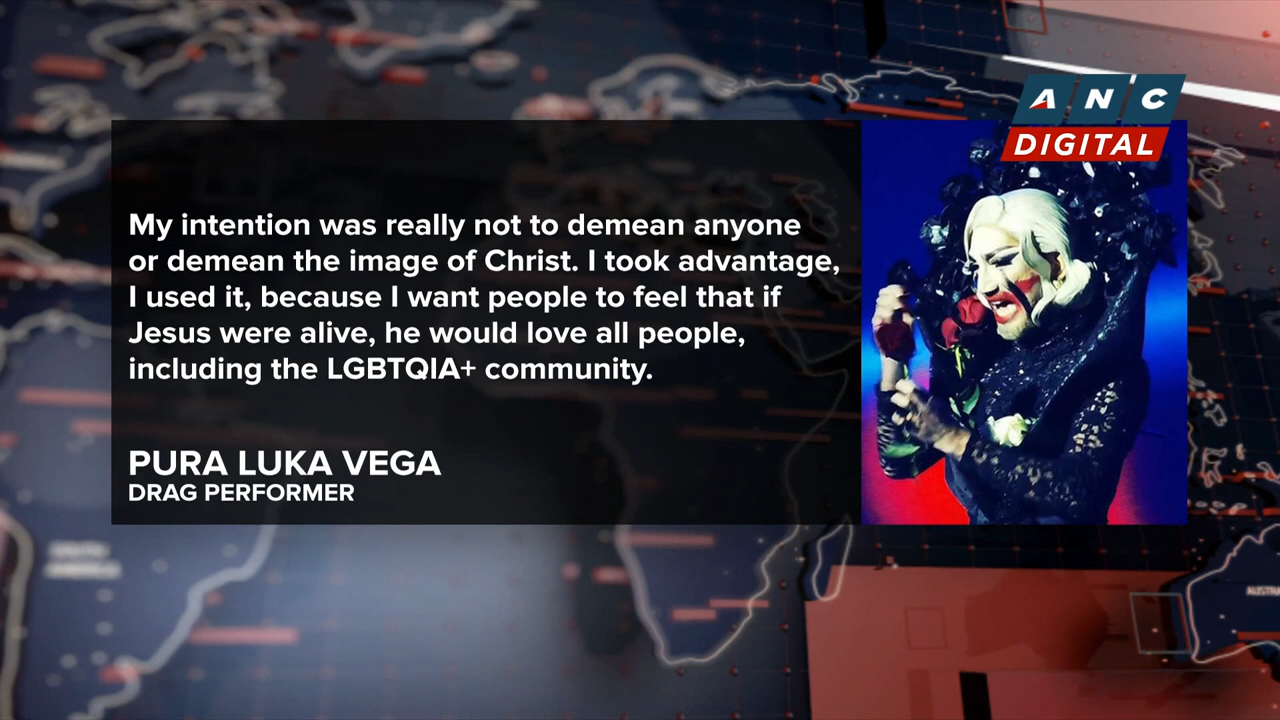 ANC
DIGITAL
My intention was really not to demean anyone
or demean the image of Christ. I took advantage,
I used it, because I want people to feel that if
Jesus were alive, he would love all people,
including the LGBTQIA+ community.
PURA LUKA VEGA
DRAG PERFORMER